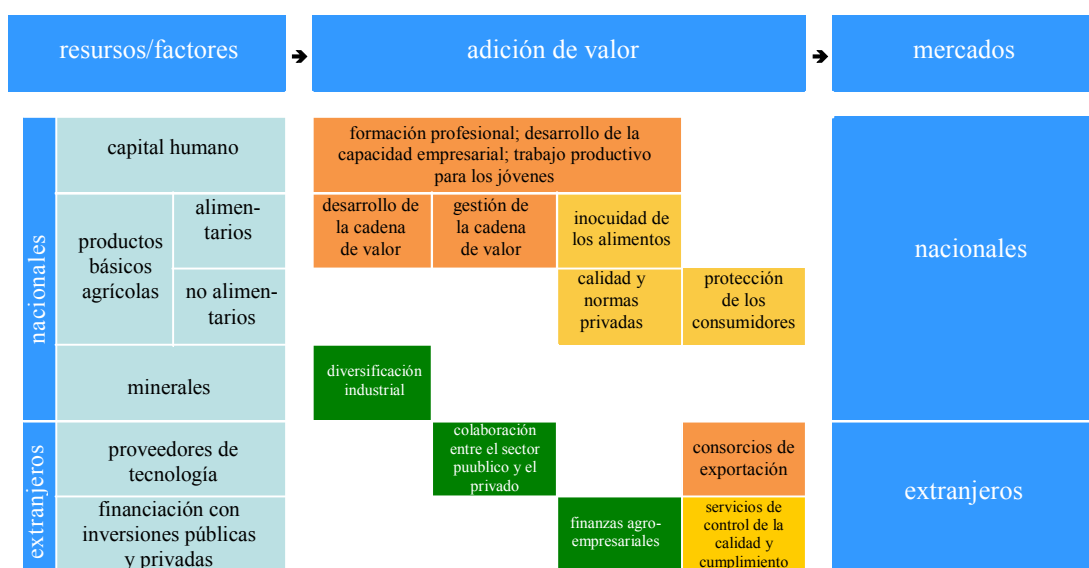 resursos/factores
adición de valor
mercados
nacionales
capital humano
formación profesional; desarrollo de la
capacidad empresarial; trabajo productivo
para los jóvenes
nacionales
productos
básicos
agrícolas
alimen-
tarios
desarrollo de
la cadena
de valor
gestión de
la cadena
de valor
inocuidad de
los alimentos
no alimen-
tarios
calidad y
normas
privadas
protección
de los
consumidores
minerales
diversificación
industrial
extranjeros
proveedores de
tecnología
colaboración
entre el sector
puublico y el
privado
consorcios de
exportación
extranjeros
financiación con
inversiones públicas
y privadas
finanzas agro-
empresariales
servicios de
control de la
calidad y
cumplimiento